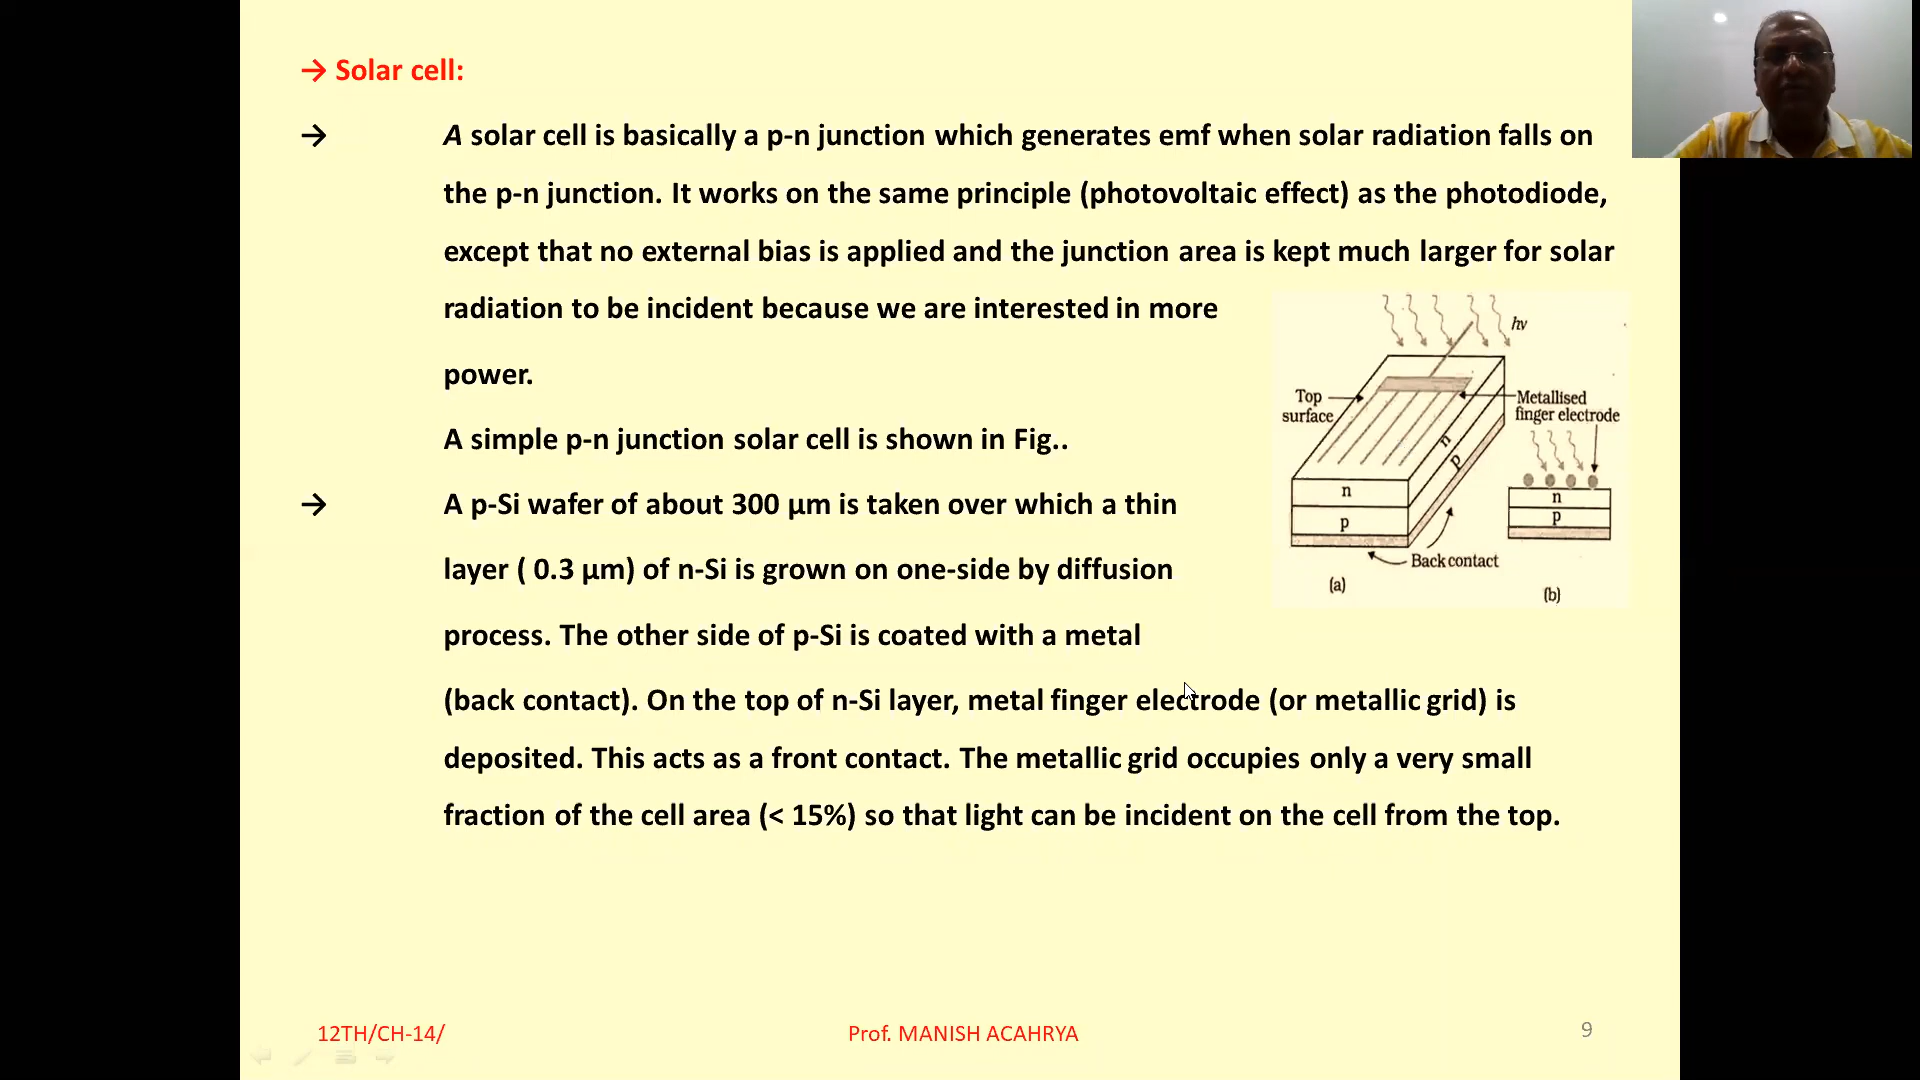 → Solar cell:
→ A solar cell is basically a p-n junction which generates emf when solar radiation falls on
the p-n junction. It works on the same principle (photovoltaic effect) as the photodiode,
except that no external bias is applied and the junction area is kept much larger for solar
radiation to be incident because we are interested in more
power.
A simple p-n junction solar cell is shown in Fig..
→ A p-Si wafer of about 300 μm is taken over which a thin
layer ( 0.3 μm) of n-Si is grown on one-side by diffusion
process. The other side of p-Si is coated with a metal
(back contact). On the top of n-Si layer, metal finger electrode (or metallic grid) is
deposited. This acts as a front contact. The metallic grid occupies only a very small
fraction of the cell area (< 15%) so that light can be incident on the cell from the top.
hν
Top
surface
Metallised
finger electrode
n
p
n
p
n
p
Back contact
(a)
(b)
12TH/CH-14/
Prof. MANISH ACAHRYA
9